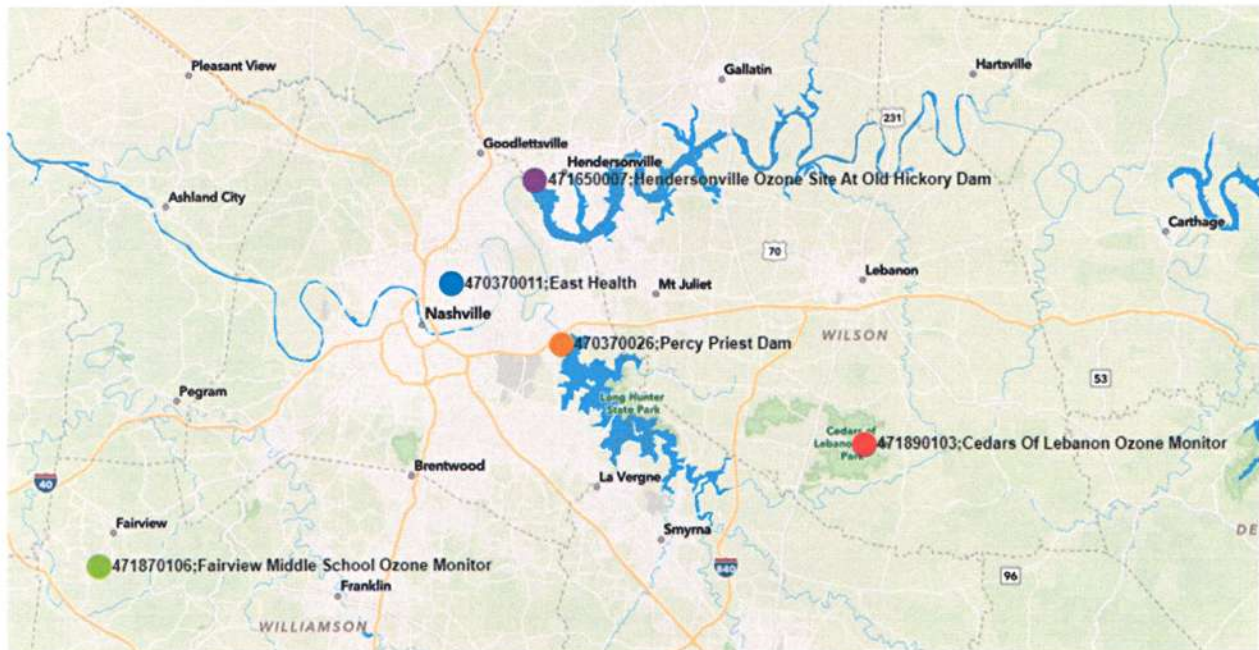 Pleasant View
Gallatin
Hartsville
231
Goodlettsville
Hendersonville
471650007;Hendersonville Ozone Site At Old Hickory Dam
Ashland City
Carthage
70
Lebanon
470370011;East Health
Mt Juliet
Nashville
WILSON
470370026;Percy Priest Dam
53
Pegram
Long Hunter
State Park
Cedars of
Lebanon
Park
471890103;Cedars Of Lebanon Ozone Monitor
Brentwood
La Vergne
40
Fairview
Smyrna
DE
471870106;Fairview Middle School Ozone Monitor
840
96
Franklin
WILLIAMSON